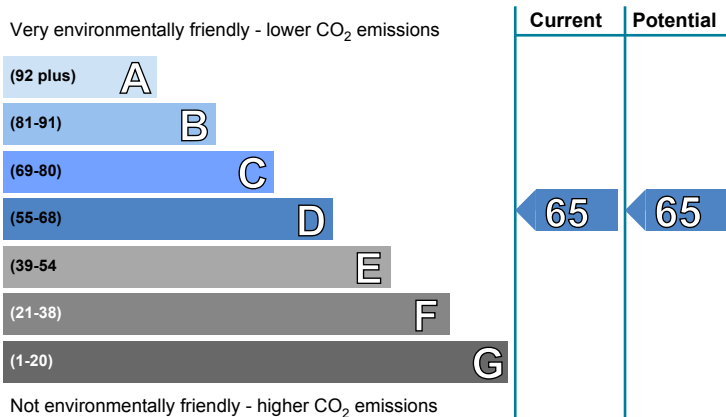 Current Potential
Very environmentally friendly - lower CO2 emissions
(92 plus) A
(81-91) B
(69-80) C
(55-68) D 65 65
(39-54 E
(21-38) F
(1-20) G
Not environmentally friendly - higher CO2 emissions